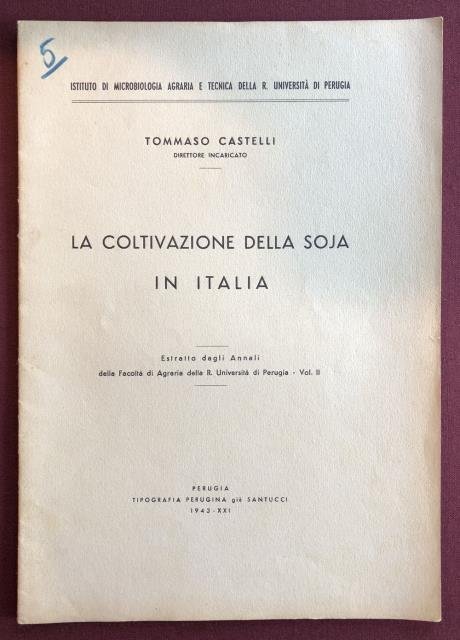 5
ISTITUTO DI MICROBIOLOGIA AGRARIA E TECNICA DELLA R. UNIVERSITÀ DI PERUGIA
TOMMASO CASTELLI
DIRETTORE INCARICATO
LA COLTIVAZIONE DELLA SOJA
IN ITALIA
Estratto dagli Annali
della Facoltà di Agraria della R. Università di Perugia - Vol. II
PERUGIA
TIPOGRAFIA PERUGINA già SANTUCCI
1943-XXI